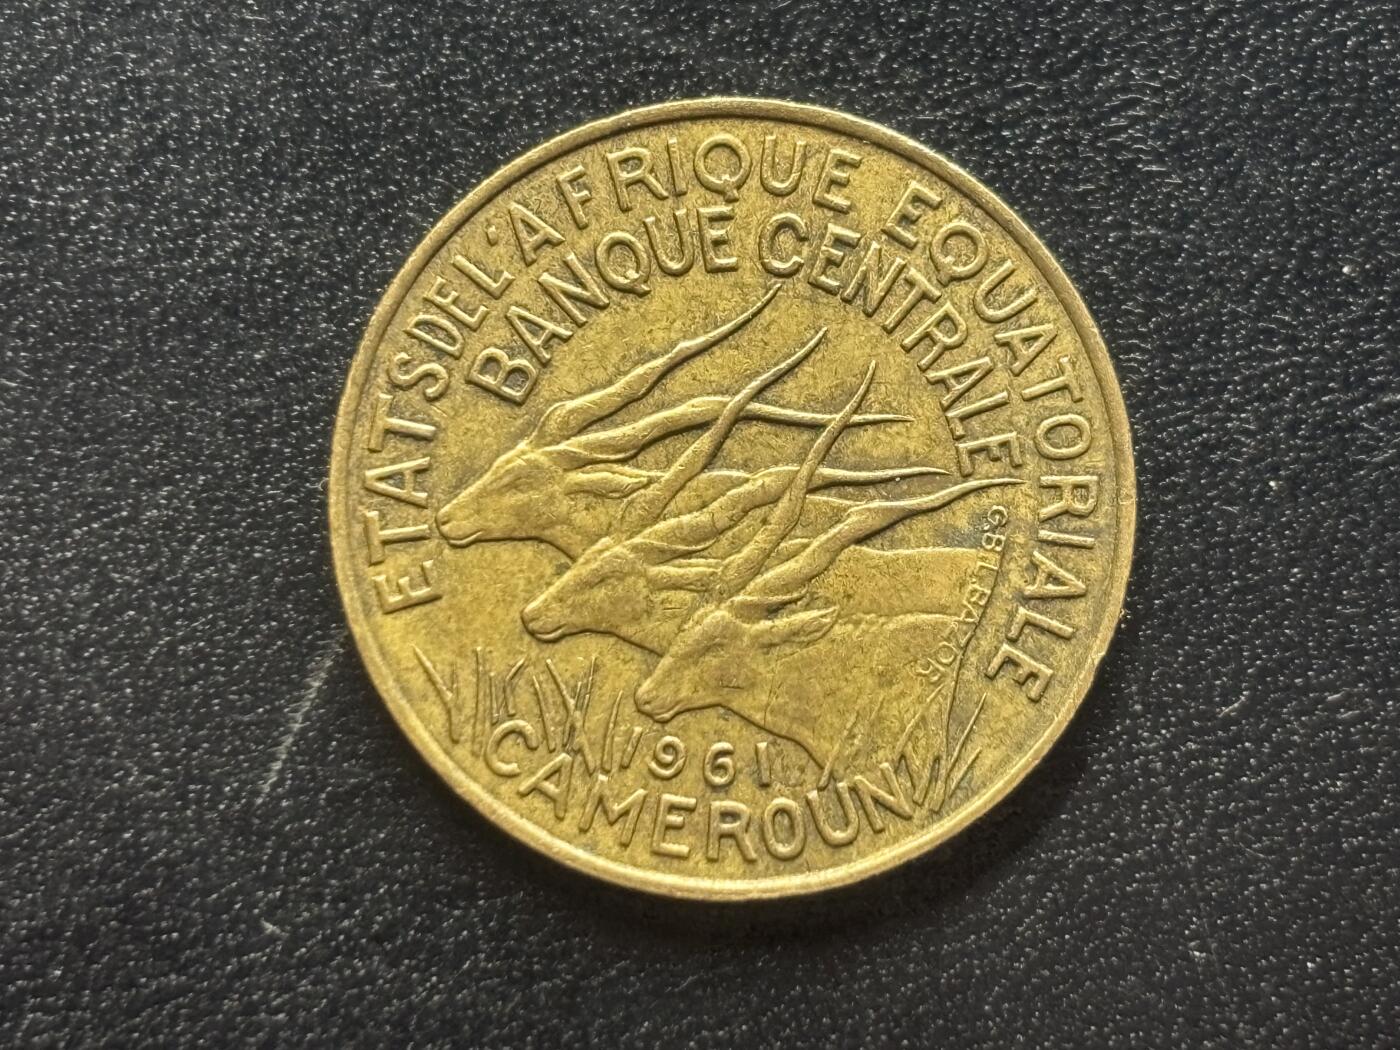 ETATS DE L'AFRIQUE EQUATORIALE
BANQUE CENTRALE
G.B.L.BAZOR
1961
CAMEROUN